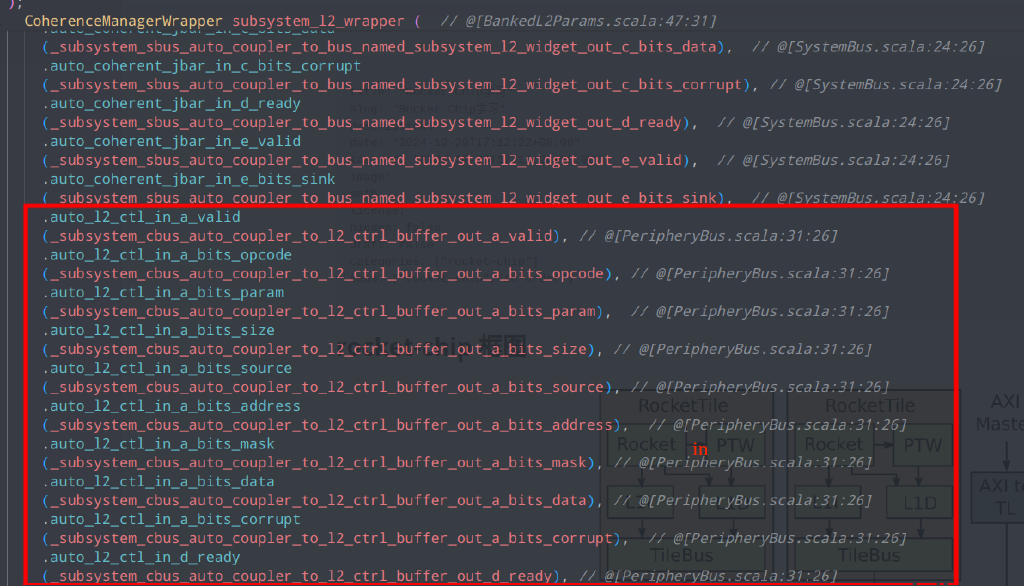 );
CoherenceManagerWrapper subsystem_l2_wrapper (  // @[BankedL2Params.scala:47:31]
.auto_coherent_jbar_in_c_bits_data
(_subsystem_sbus_auto_coupler_to_bus_named_subsystem_l2_widget_out_c_bits_data),  // @[SystemBus.scala:24:26]
.auto_coherent_jbar_in_c_bits_corrupt
(_subsystem_sbus_auto_coupler_to_bus_named_subsystem_l2_widget_out_c_bits_corrupt), // @[SystemBus.scala:24:26]
.auto_coherent_jbar_in_d_ready
(_subsystem_sbus_auto_coupler_to_bus_named_subsystem_l2_widget_out_d_ready),  // @[SystemBus.scala:24:26]
.auto_coherent_jbar_in_e_valid
(_subsystem_sbus_auto_coupler_to_bus_named_subsystem_l2_widget_out_e_valid),  // @[SystemBus.scala:24:26]
.auto_coherent_jbar_in_e_bits_sink
(_subsystem_sbus_auto_coupler_to_bus_named_subsystem_l2_widget_out_e_bits_sink),  // @[SystemBus.scala:24:26]
.auto_l2_ctl_in_a_valid
(_subsystem_cbus_auto_coupler_to_l2_ctrl_buffer_out_a_valid), // @[PeripheryBus.scala:31:26]
.auto_l2_ctl_in_a_bits_opcode
(_subsystem_cbus_auto_coupler_to_l2_ctrl_buffer_out_a_bits_opcode), // @[PeripheryBus.scala:31:26]
.auto_l2_ctl_in_a_bits_param
(_subsystem_cbus_auto_coupler_to_l2_ctrl_buffer_out_a_bits_param),  // @[PeripheryBus.scala:31:26]
.auto_l2_ctl_in_a_bits_size
(_subsystem_cbus_auto_coupler_to_l2_ctrl_buffer_out_a_bits_size), // @[PeripheryBus.scala:31:26]
.auto_l2_ctl_in_a_bits_source
(_subsystem_cbus_auto_coupler_to_l2_ctrl_buffer_out_a_bits_source), // @[PeripheryBus.scala:31:26]
.auto_l2_ctl_in_a_bits_address
(_subsystem_cbus_auto_coupler_to_l2_ctrl_buffer_out_a_bits_address),  // @[PeripheryBus.scala:31:26]
.auto_l2_ctl_in_a_bits_mask
(_subsystem_cbus_auto_coupler_to_l2_ctrl_buffer_out_a_bits_mask), // @[PeripheryBus.scala:31:26]
.auto_l2_ctl_in_a_bits_data
(_subsystem_cbus_auto_coupler_to_l2_ctrl_buffer_out_a_bits_data), // @[PeripheryBus.scala:31:26]
.auto_l2_ctl_in_a_bits_corrupt
(_subsystem_cbus_auto_coupler_to_l2_ctrl_buffer_out_a_bits_corrupt),  // @[PeripheryBus.scala:31:26]
.auto_l2_ctl_in_d_ready
(_subsystem_cbus_auto_coupler_to_l2_ctrl_buffer_out_d_ready), // @[PeripheryBus.scala:31:26]
in
rocket-chip 框图
RocketTile
RocketTile
AXI
Rocket
PTW
Rocket
PTW
L1D
AXI to
TL
TileBus
TileBus